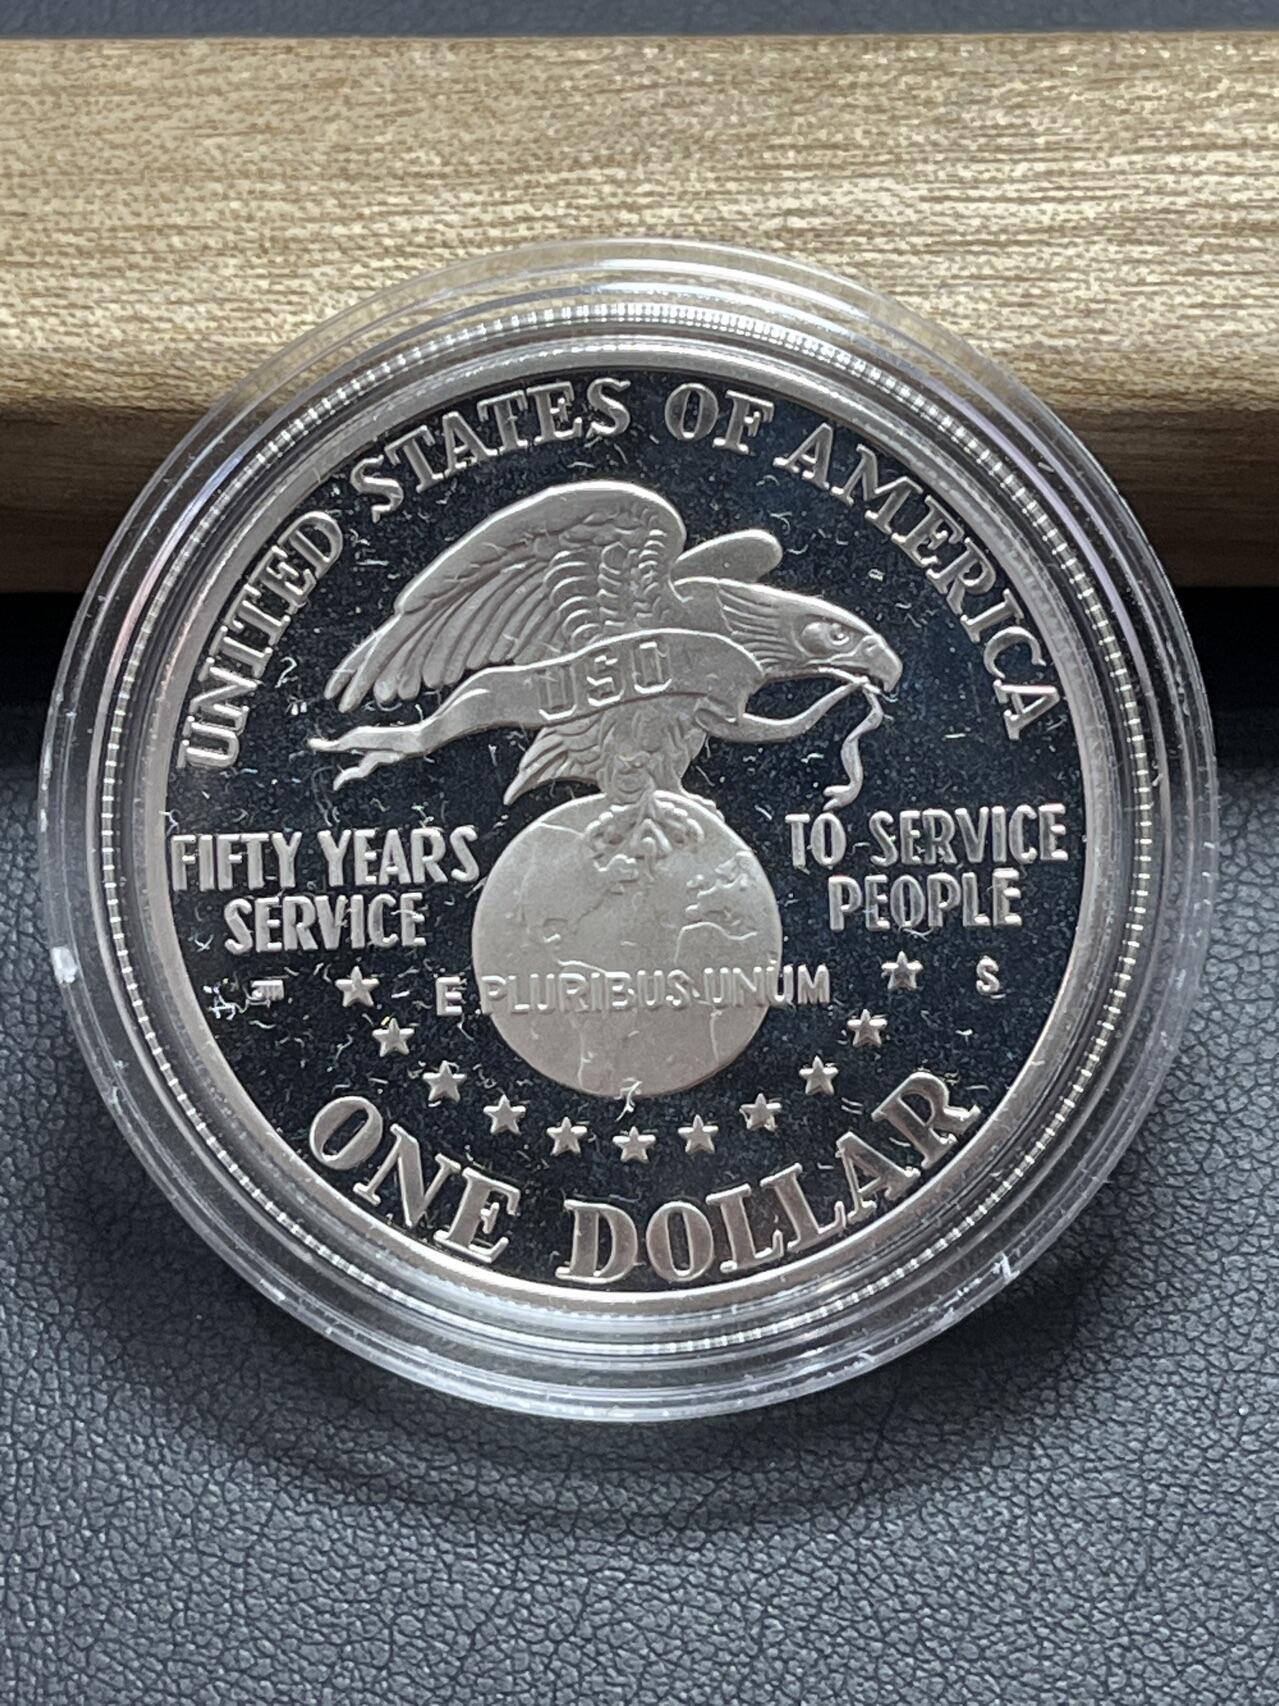 UNITED STATES OF AMERICA
USO
FIFTY YEARS
SERVICE
TO SERVICE
PEOPLE
E PLURIBUS UNUM
S
ONE DOLLAR